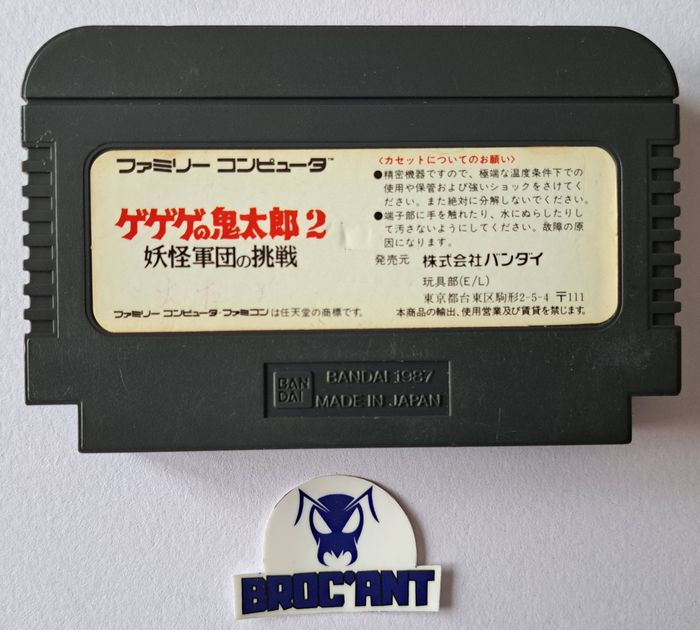 ファミリー コンピュータ™
ゲゲゲの鬼太郎2
妖怪軍団の挑戦
ファミリー コンピュータ・ファミコンは任天堂の商標です。
〈カセットについてのお願い〉
●精密機器ですので、極端な温度条件下での
使用や保管および強いショックをさけてく
ださい。また絶対に分解しないでください。
●端子部に手を触れたり、水にぬらしたりし
て汚さないようにしてください。故障の原
因になります。
発売元 株式会社バンダイ
玩具部(E/L)
東京都台東区駒形2-5-4 〒111
本商品の輸出、使用営業及び賃貸を禁じます。
BAN
DAI
BANDAI 1987
MADE IN JAPAN
BROC'ANT